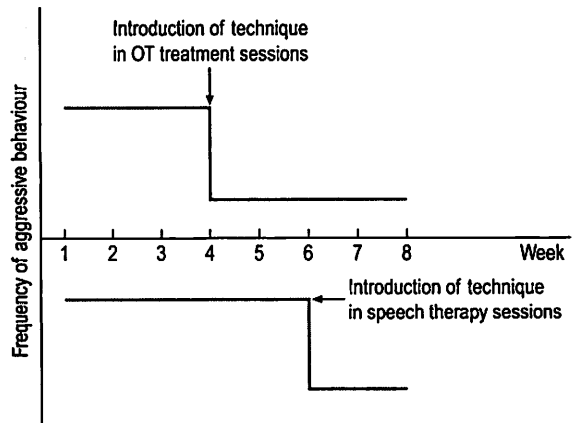 Introduction of technique
in OT treatment sessions
Frequency of aggressive behaviour
1 2 3 4 5 6 7 8 Week
Introduction of technique
in speech therapy sessions